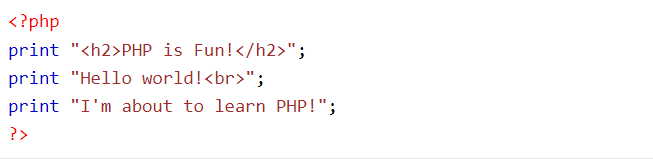 <?php
print "<h2>PHP is Fun!</h2>";
print "Hello world!<br>";
print "I'm about to learn PHP!";
?>